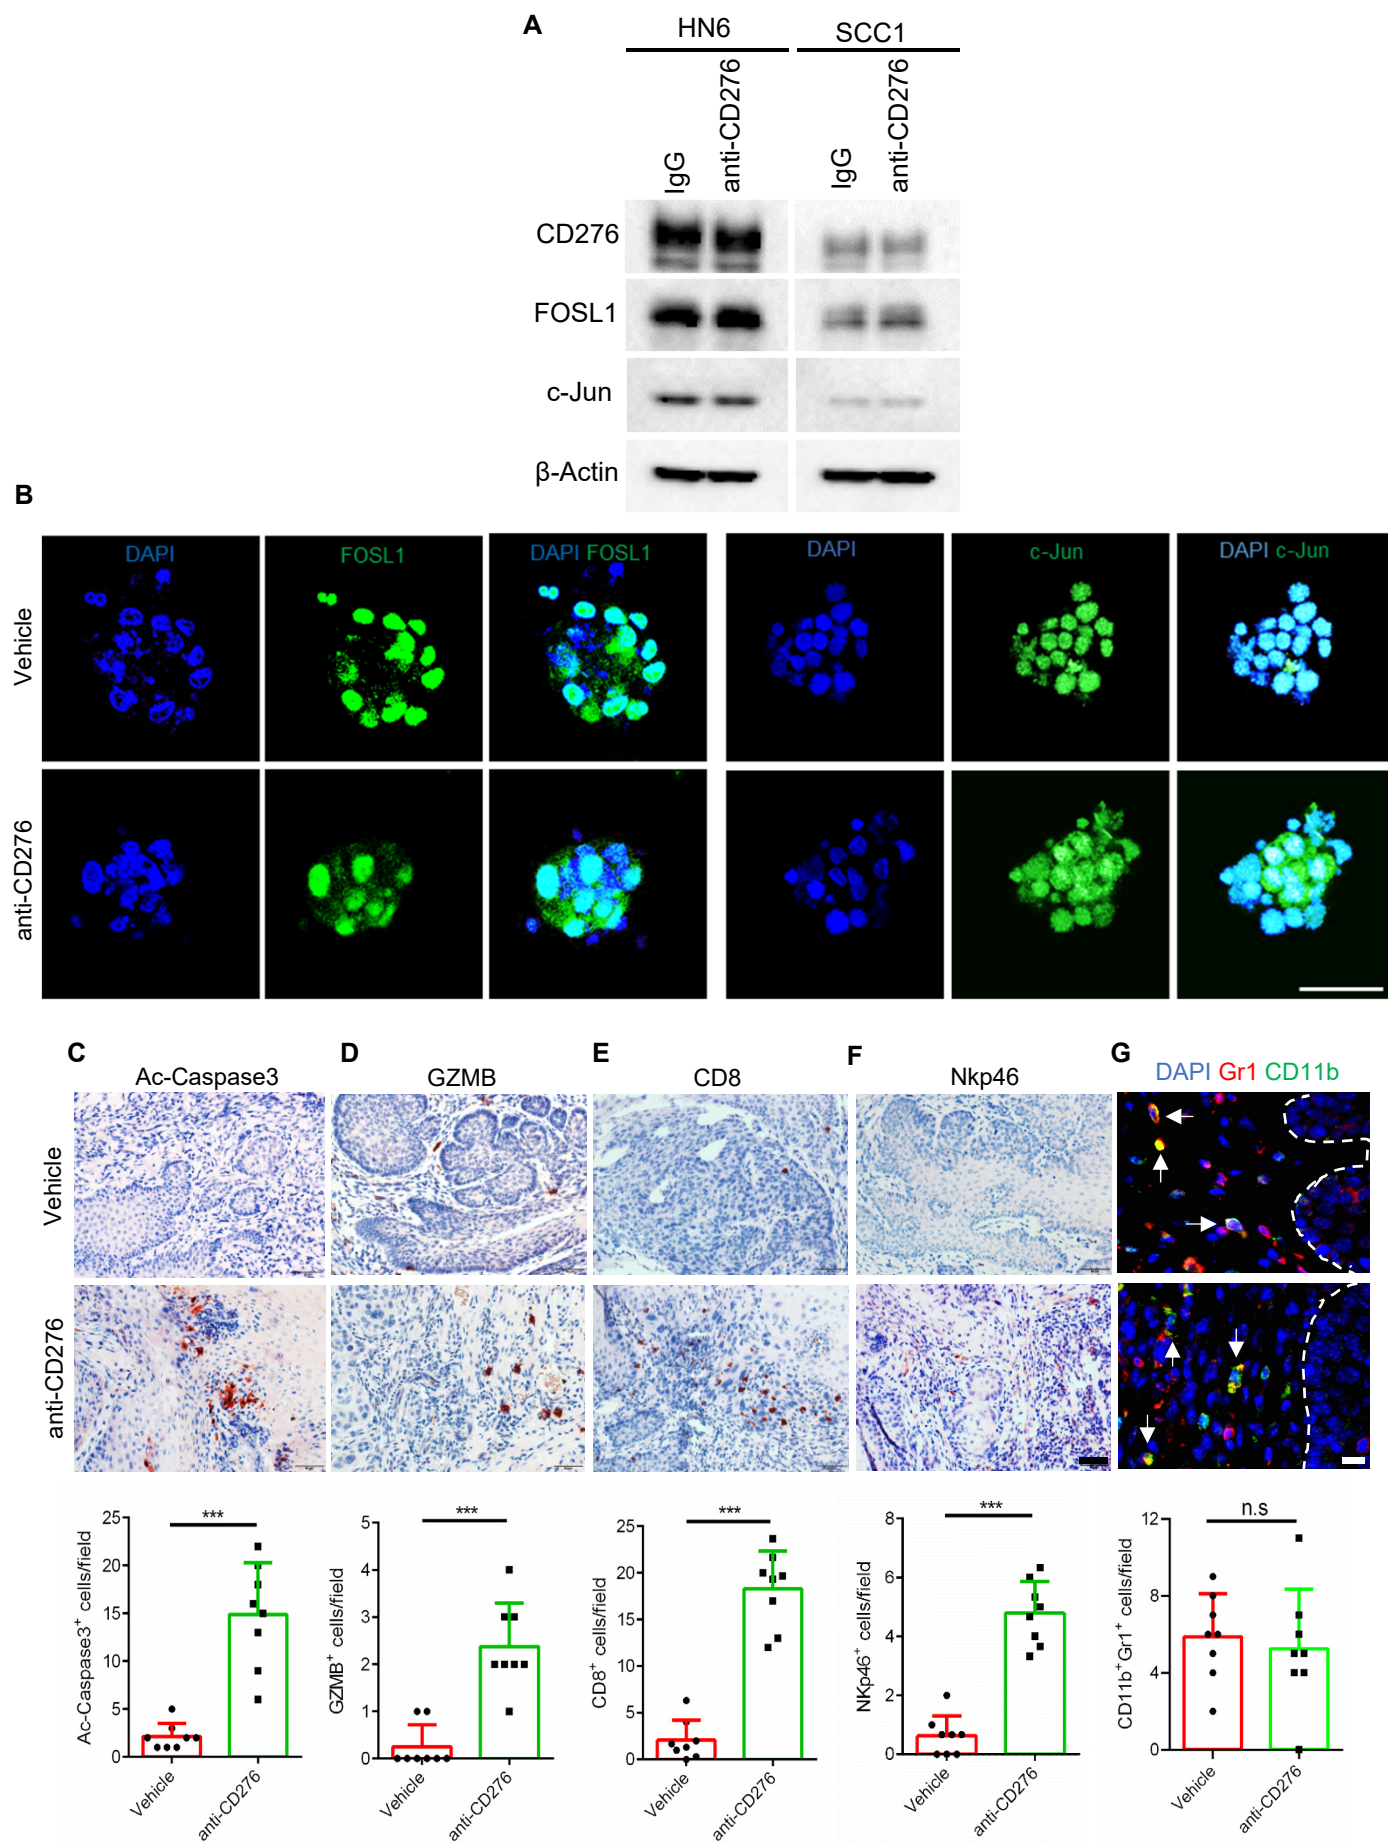 A
HN6 SCC1
IgG anti-CD276 IgG anti-CD276
CD276
FOSL1
c-Jun
β-Actin
B
DAPI FOSL1 DAPI FOSL1 DAPI c-Jun DAPI c-Jun
Vehicle
anti-CD276
C D E F G
Ac-Caspase3 GZMB CD8 Nkp46 DAPI Gr1 CD11b
Vehicle
anti-CD276
Ac-Caspase3+ cells/field
25
20
15
10
5
0
***
Vehicle
anti-CD276
GZMB+ cells/field
5
4
3
2
1
0
***
Vehicle
anti-CD276
CD8+ cells/field
25
20
15
10
5
0
***
Vehicle
anti-CD276
NKp46+ cells/field
8
6
4
2
0
***
Vehicle
anti-CD276
CD11b+Gr1+ cells/field
12
8
4
0
n.s
Vehicle
anti-CD276